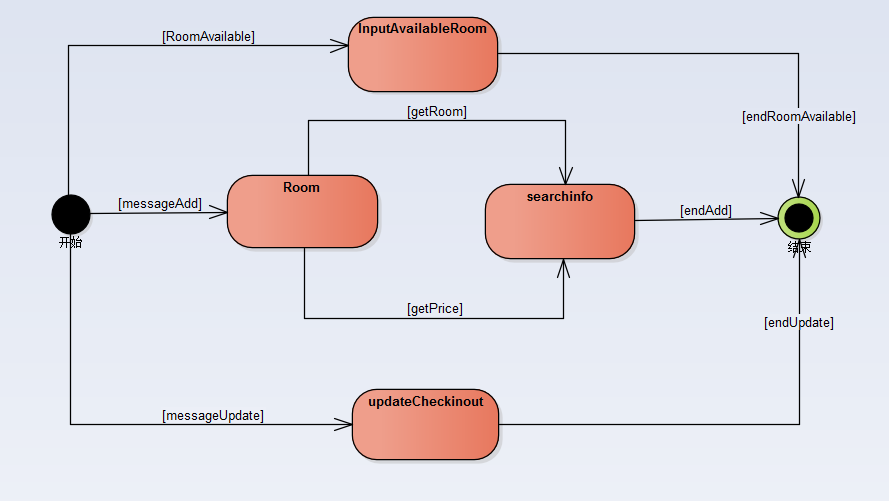 InputAvailableRoom
[RoomAvailable]
[getRoom]
[endRoomAvailable]
Room
searchinfo
[messageAdd]
[endAdd]
开始
结束
[getPrice]
[endUpdate]
updateCheckinout
[messageUpdate]